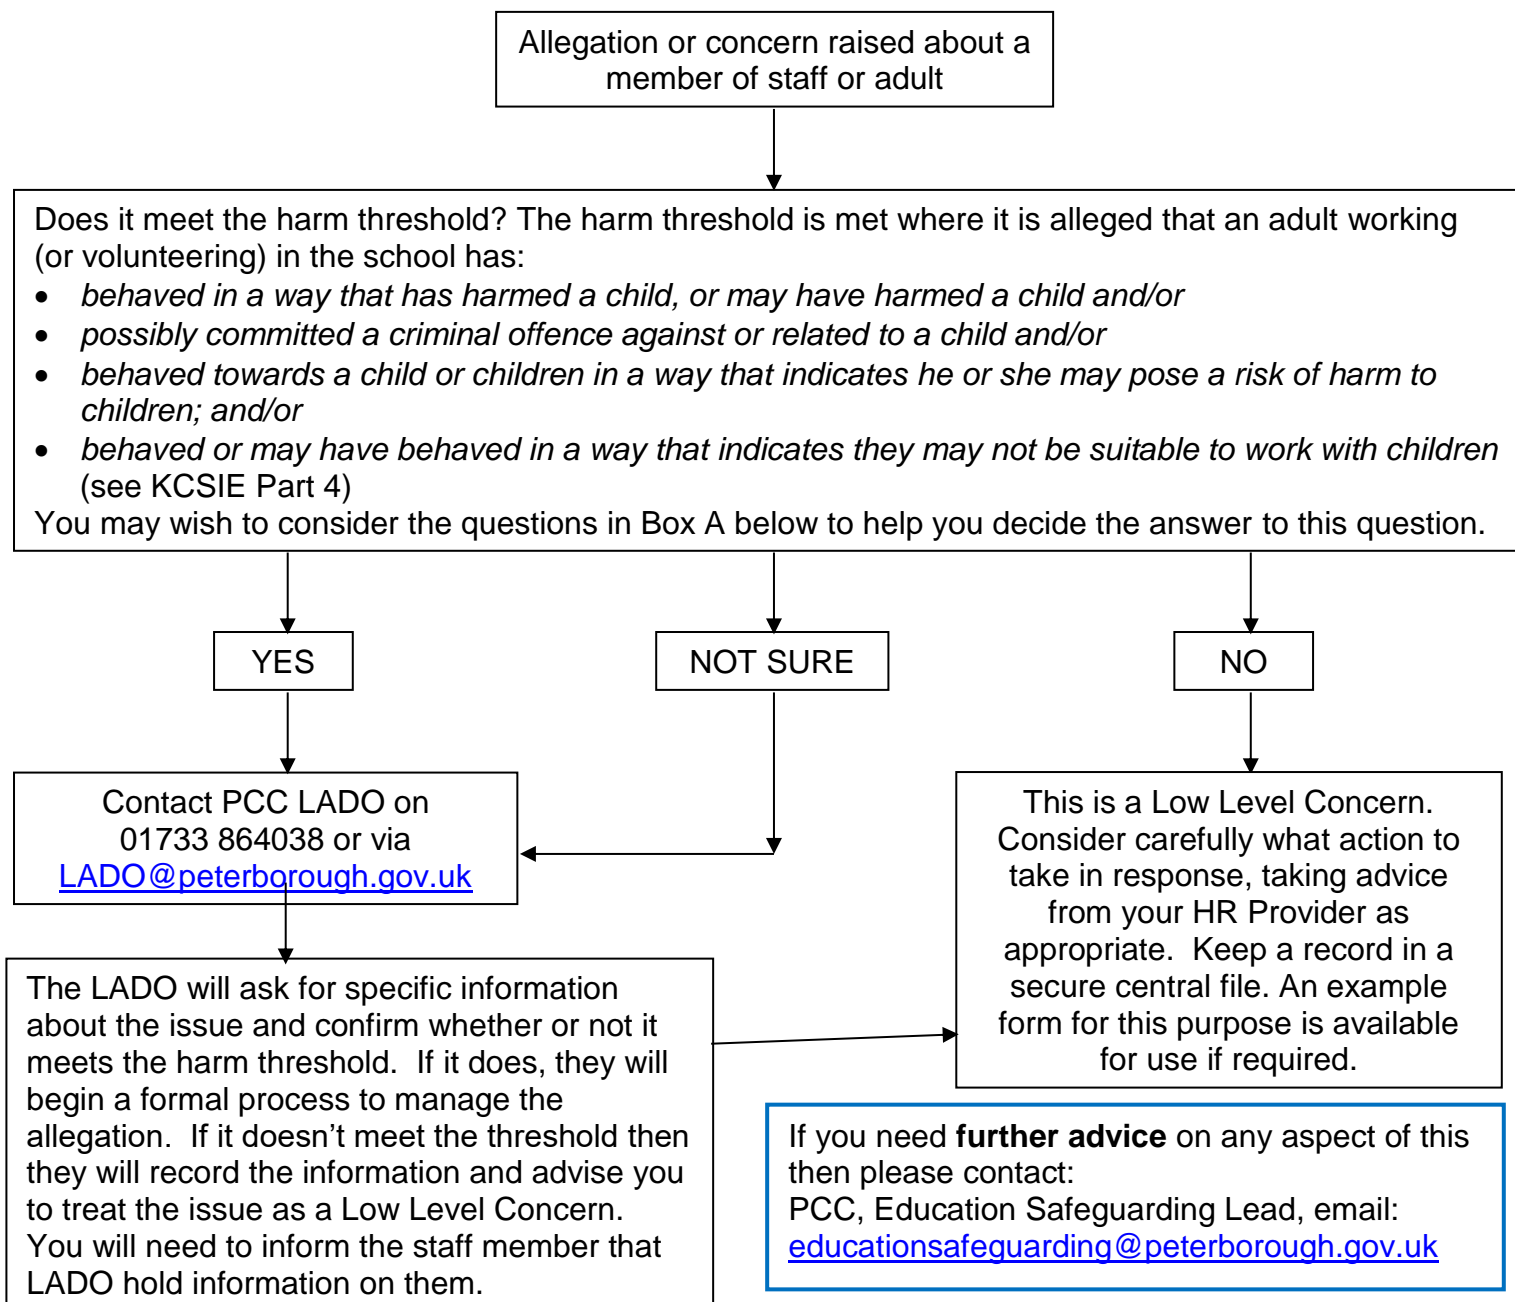 Allegation or concern raised about a
member of staff or adult
Does it meet the harm threshold? The harm threshold is met where it is alleged that an adult working
(or volunteering) in the school has:
• behaved in a way that has harmed a child, or may have harmed a child and/or
• possibly committed a criminal offence against or related to a child and/or
• behaved towards a child or children in a way that indicates he or she may pose a risk of harm to
children; and/or
• behaved or may have behaved in a way that indicates they may not be suitable to work with children
(see KCSIE Part 4)
You may wish to consider the questions in Box A below to help you decide the answer to this question.
YES
NOT SURE
NO
Contact PCC LADO on
01733 864038 or via
LADO@peterborough.gov.uk
This is a Low Level Concern.
Consider carefully what action to
take in response, taking advice
from your HR Provider as
appropriate.  Keep a record in a
secure central file. An example
form for this purpose is available
for use if required.
The LADO will ask for specific information
about the issue and confirm whether or not it
meets the harm threshold.  If it does, they will
begin a formal process to manage the
allegation.  If it doesn’t meet the threshold then
they will record the information and advise you
to treat the issue as a Low Level Concern.
You will need to inform the staff member that
LADO hold information on them.
If you need further advice on any aspect of this
then please contact:
PCC, Education Safeguarding Lead, email:
educationsafeguarding@peterborough.gov.uk